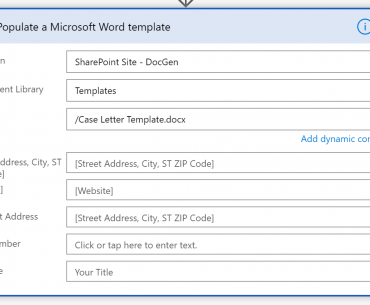 Populate a Microsoft Word template
n SharePoint Site - DocGen
ent Library Templates
/Case Letter Template.docx
Add dynamic con
ddress, City, ST [Street Address, City, ST ZIP Code]
e]
] [Website]
t Address [Street Address, City, ST ZIP Code]
mber Click or tap here to enter text.
e Your Title